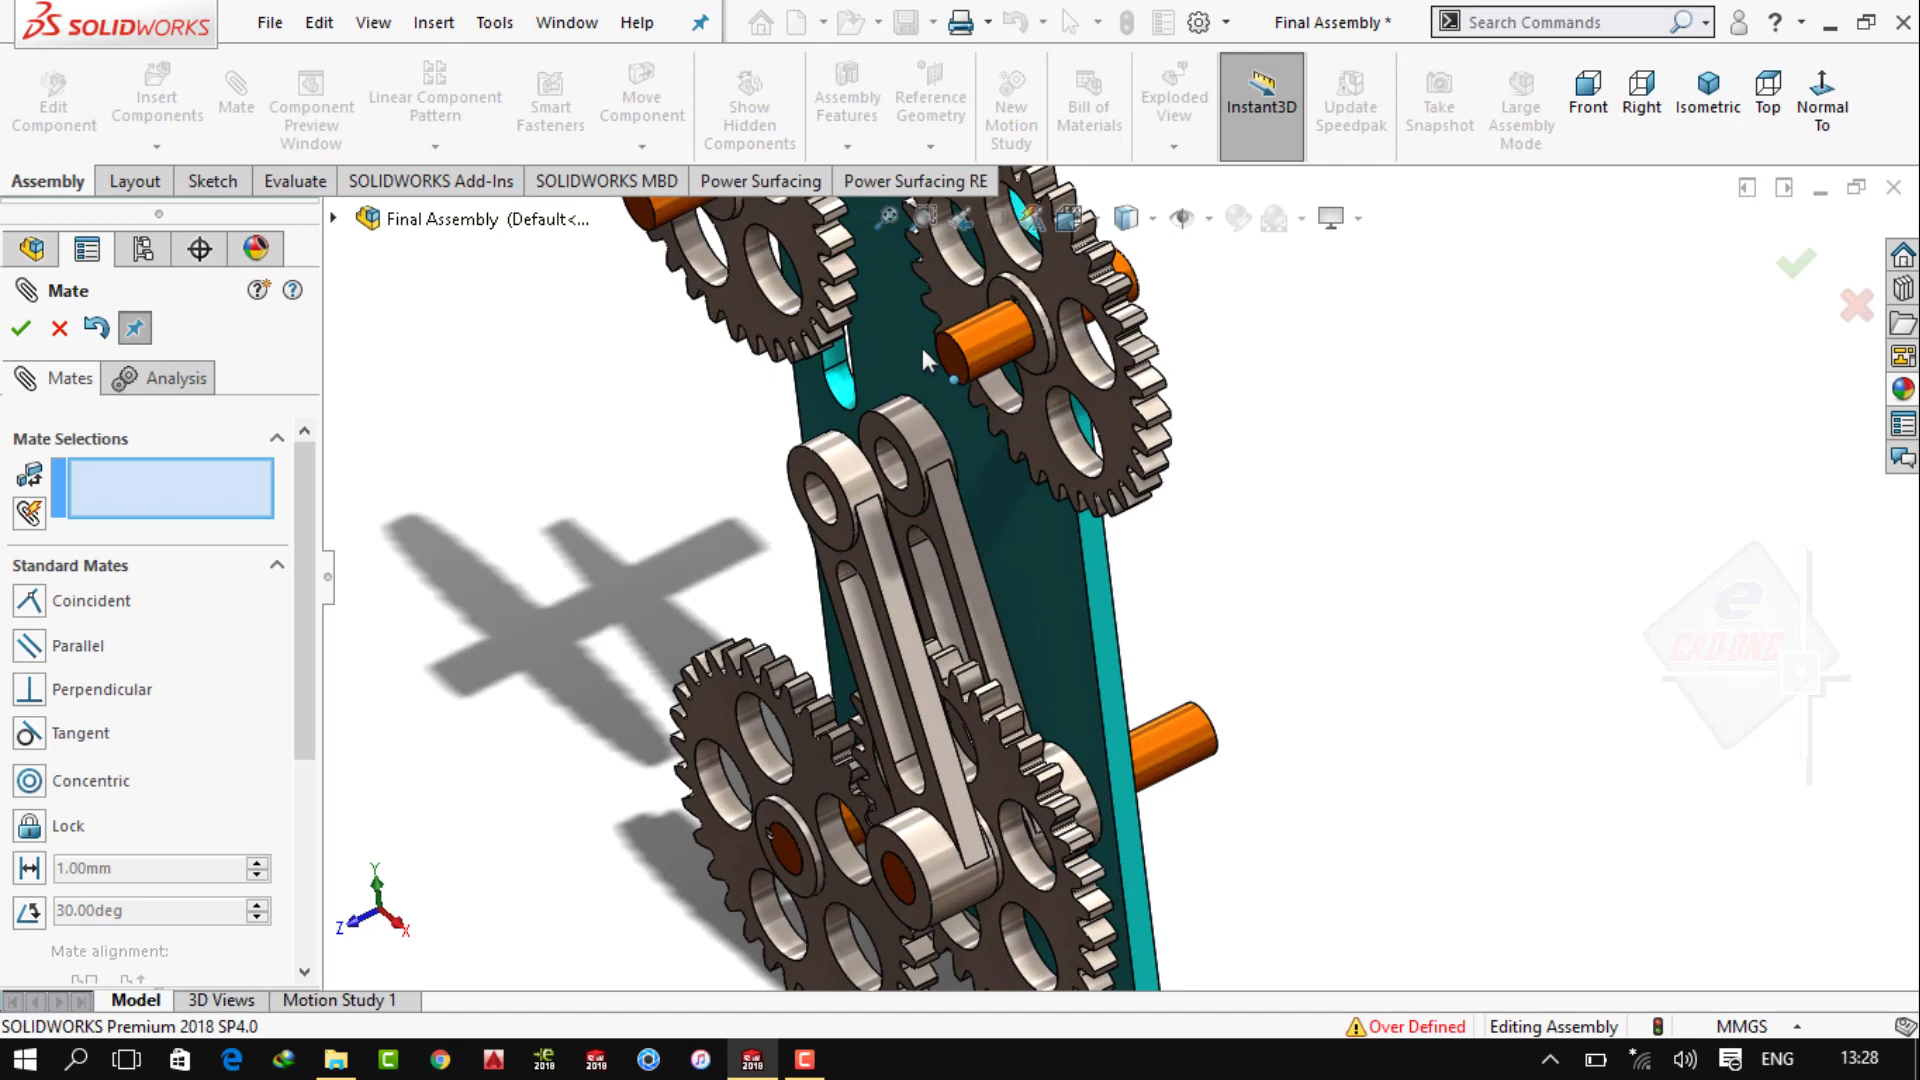 SOLIDWORKS
File Edit View Insert Tools Window Help
Final Assembly *
Search Commands
Edit Component
Insert Components
Mate
Component Preview Window
Linear Component Pattern
Smart Fasteners
Move Component
Show Hidden Components
Assembly Features
Reference Geometry
New Motion Study
Bill of Materials
Exploded View
Instant3D
Update Speedpak
Take Snapshot
Large Assembly Mode
Front
Right
Isometric
Top
Normal To
Assembly Layout Sketch Evaluate SOLIDWORKS Add-Ins SOLIDWORKS MBD Power Surfacing Power Surfacing RE
Final Assembly (Default<...
Mate
Mates Analysis
Mate Selections
Standard Mates
Coincident
Parallel
Perpendicular
Tangent
Concentric
Lock
1.00mm
30.00deg
Mate alignment:
e
CAD-ONE
Y
Z
X
Model 3D Views Motion Study 1
SOLIDWORKS Premium 2018 SP4.0
Over Defined Editing Assembly MMGS
2018
2018
2018
ENG
13:28